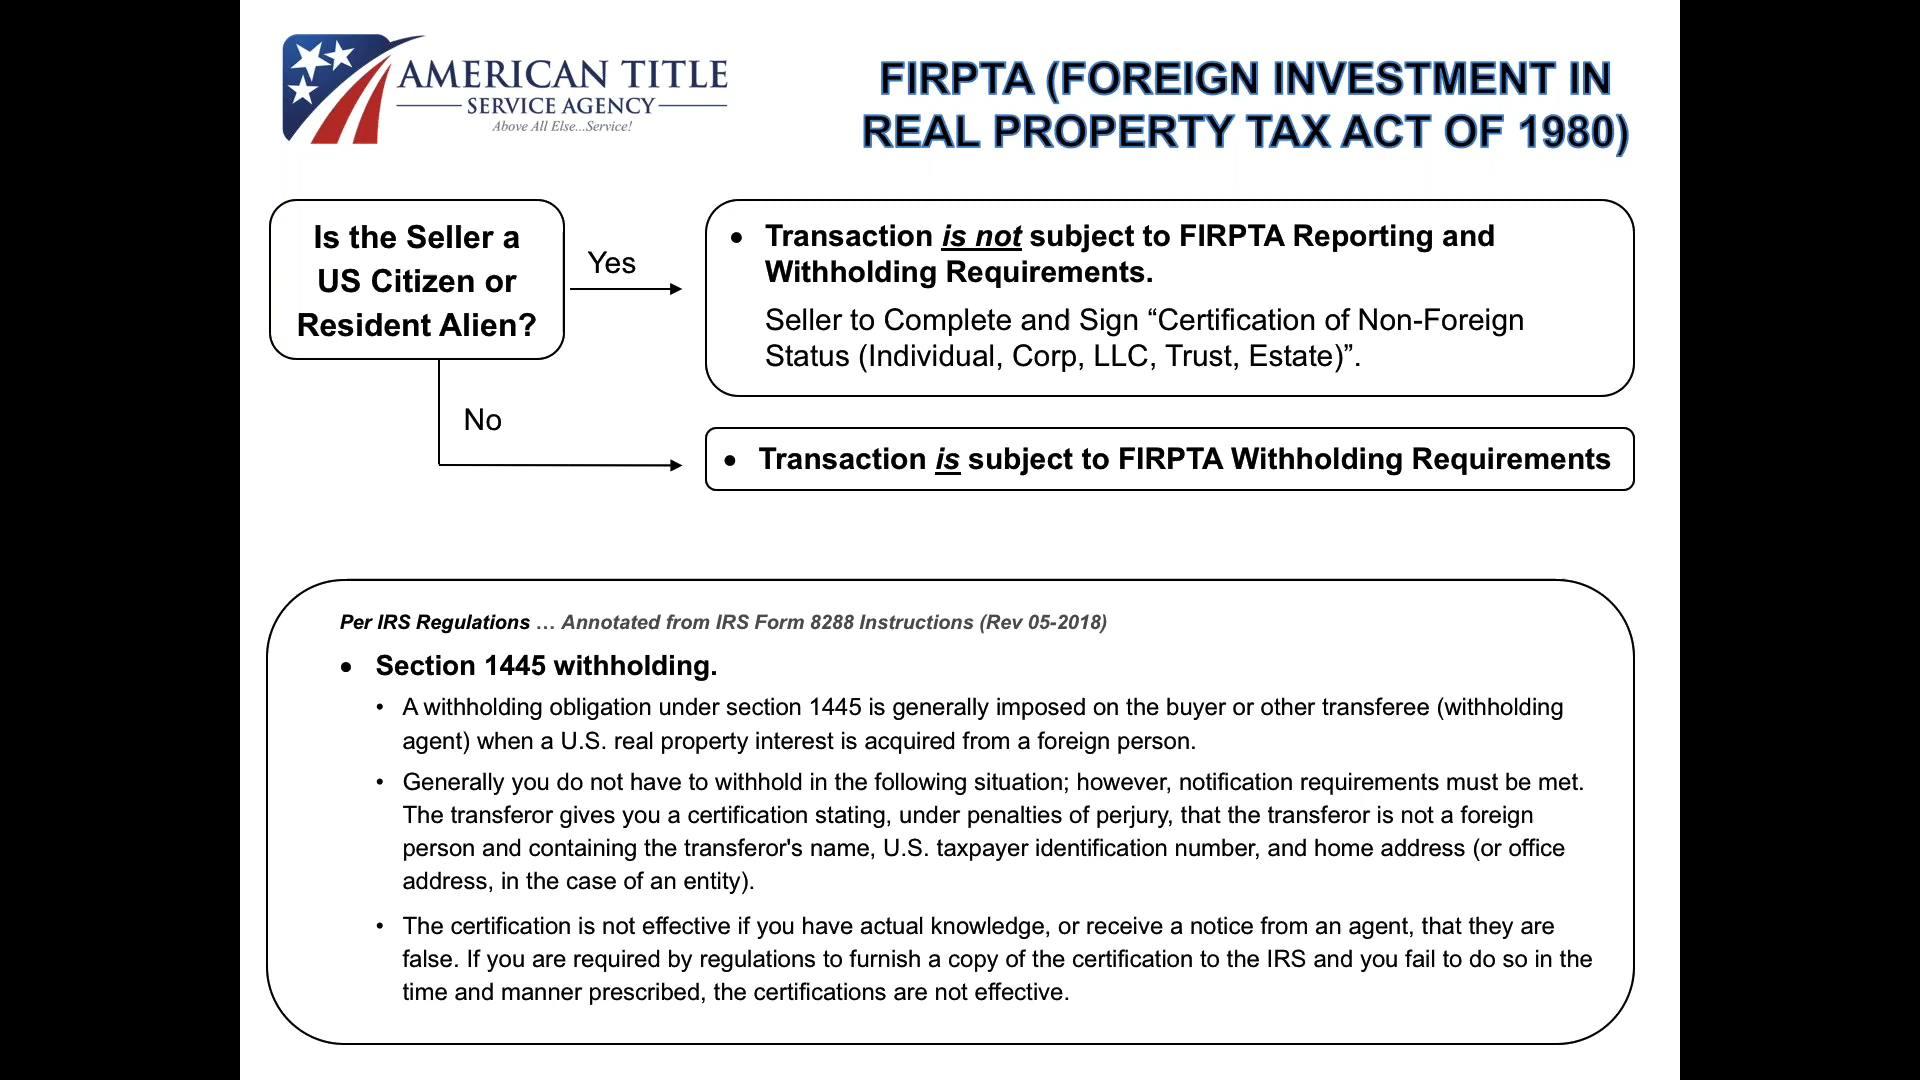 AMERICAN TITLE
SERVICE AGENCY
Above All Else...Service!
FIRPTA (FOREIGN INVESTMENT IN
REAL PROPERTY TAX ACT OF 1980)
Is the Seller a
US Citizen or
Resident Alien?
Yes
• Transaction is not subject to FIRPTA Reporting and
Withholding Requirements.
Seller to Complete and Sign “Certification of Non-Foreign
Status (Individual, Corp, LLC, Trust, Estate)”.
No
• Transaction is subject to FIRPTA Withholding Requirements
Per IRS Regulations … Annotated from IRS Form 8288 Instructions (Rev 05-2018)
• Section 1445 withholding.
• A withholding obligation under section 1445 is generally imposed on the buyer or other transferee (withholding
agent) when a U.S. real property interest is acquired from a foreign person.
• Generally you do not have to withhold in the following situation; however, notification requirements must be met.
The transferor gives you a certification stating, under penalties of perjury, that the transferor is not a foreign
person and containing the transferor's name, U.S. taxpayer identification number, and home address (or office
address, in the case of an entity).
• The certification is not effective if you have actual knowledge, or receive a notice from an agent, that they are
false. If you are required by regulations to furnish a copy of the certification to the IRS and you fail to do so in the
time and manner prescribed, the certifications are not effective.